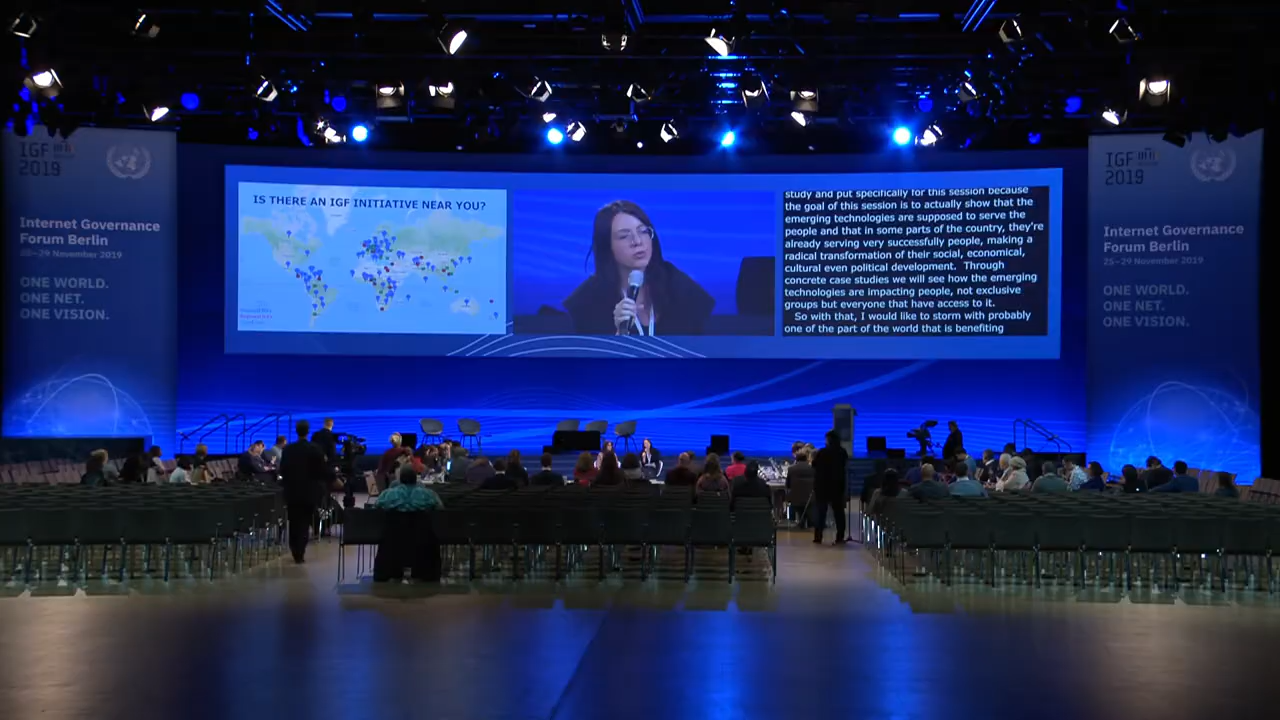 IGF
2019
Internet Governance
Forum Berlin
25–29 November 2019
ONE WORLD.
ONE NET.
ONE VISION.
IS THERE AN IGF INITIATIVE NEAR YOU?
study and put specifically for this session because
the goal of this session is to actually show that the
emerging technologies are supposed to serve the
people and that in some parts of the country, they're
already serving very successfully people, making a
radical transformation of their social, economical,
cultural even political development.  Through
concrete case studies we will see how the emerging
technologies are impacting people, not exclusive
groups but everyone that have access to it.
So with that, I would like to storm with probably
one of the part of the world that is benefiting
IGF
2019
Internet Governance
Forum Berlin
25–29 November 2019
ONE WORLD.
ONE NET.
ONE VISION.